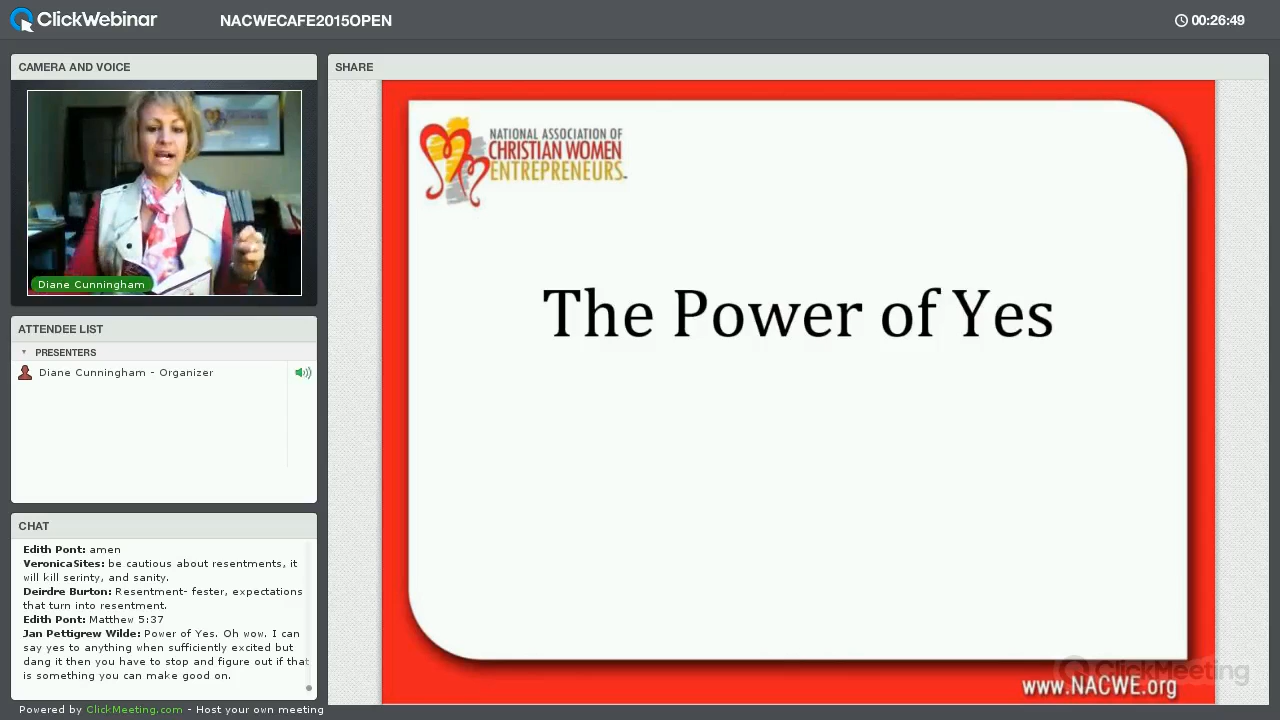 ClickWebinar
NACWECAFE2015OPEN
00:26:49
CAMERA AND VOICE
Diane Cunningham
ATTENDEE LIST
PRESENTERS
Diane Cunningham - Organizer
CHAT
Edith Pont: amen
Veronica Sites: be cautious about resentments, it
will kill sainty, and sanity.
Deirdre Burton: Resentment- fester, expectations
that turn into resentment.
Edith Pont: Matthew 5:37
Jan Pettigrew Wilde: Power of Yes. Oh wow. I can
say yes to anything when sufficiently excited! It's
dang hilarious. I have to stop and figure out if that
is something you can make good on.
Powered by ClickMeeting.com - Host your own meeting
SHARE
NATIONAL ASSOCIATION OF
CHRISTIAN WOMEN
ENTREPRENEURS
The Power of Yes
ClickMeeting
www.NACWE.org